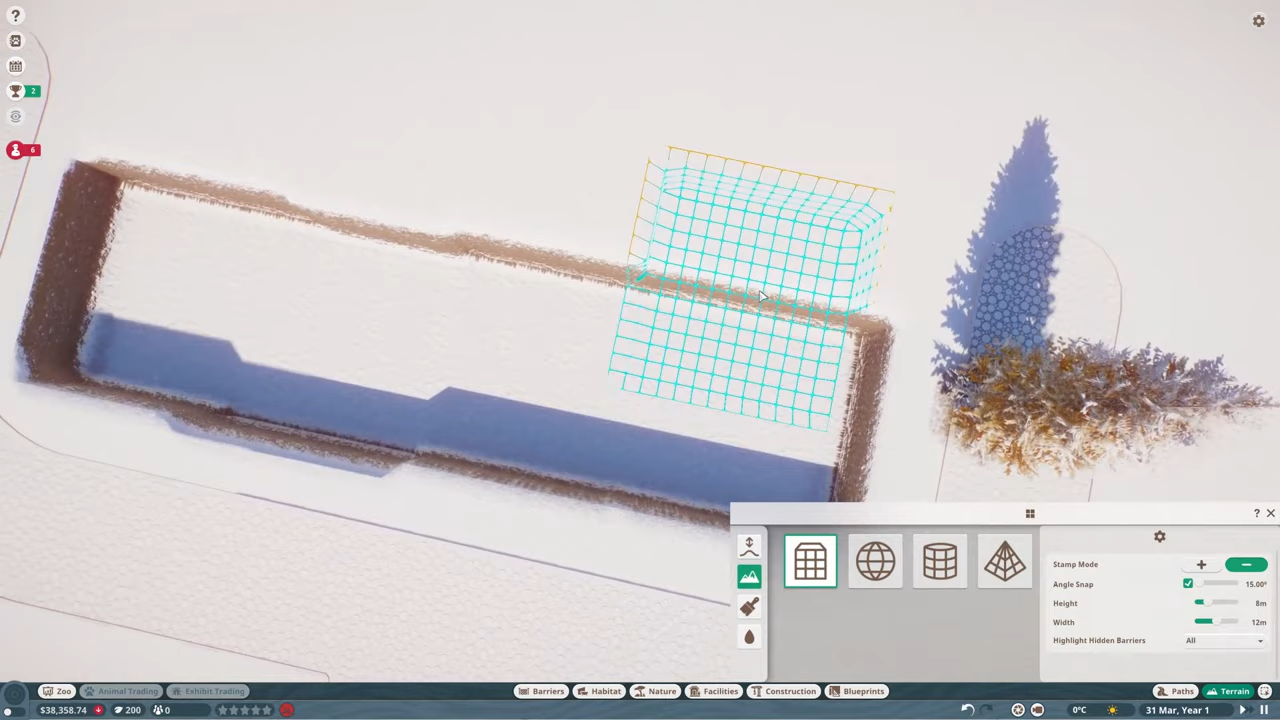 ?
2
6
?
Stamp Mode
Angle Snap 15.00°
Height 8m
Width 12m
Highlight Hidden Barriers All
Zoo Animal Trading Exhibit Trading Barriers Habitat Nature Facilities Construction Blueprints Paths Terrain
$38,358.74 200 0 0°C 31 Mar, Year 1